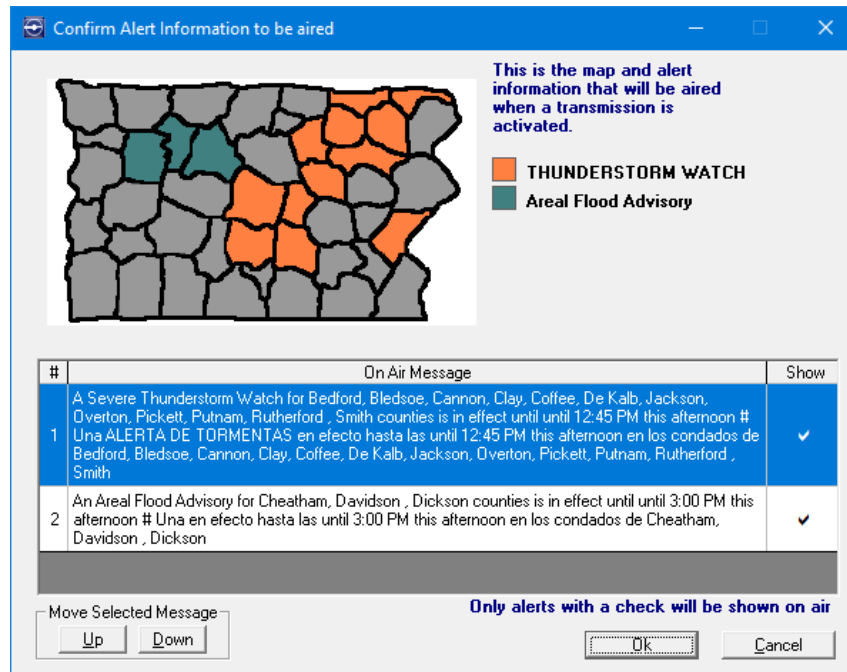 Confirm Alert Information to be aired
This is the map and alert
information that will be aired
when a transmission is
activated.
THUNDERSTORM WATCH
Areal Flood Advisory
# On Air Message Show
A Severe Thunderstorm Watch for Bedford, Bledsoe, Cannon, Clay, Coffee, De Kalb, Jackson,
Overton, Pickett, Putnam, Rutherford , Smith counties is in effect until until 12:45 PM this afternoon #
1 Una ALERTA DE TORMENTAS en efecto hasta las until 12:45 PM this afternoon en los condados de
Bedford, Bledsoe, Cannon, Clay, Coffee, De Kalb, Jackson, Overton, Pickett, Putnam, Rutherford ,
Smith
An Areal Flood Advisory for Cheatham, Davidson , Dickson counties is in effect until until 3:00 PM this
2 afternoon # Una en efecto hasta las until 3:00 PM this afternoon en los condados de Cheatham,
Davidson , Dickson
Only alerts with a check will be shown on air
Move Selected Message
Up Down
Ok Cancel